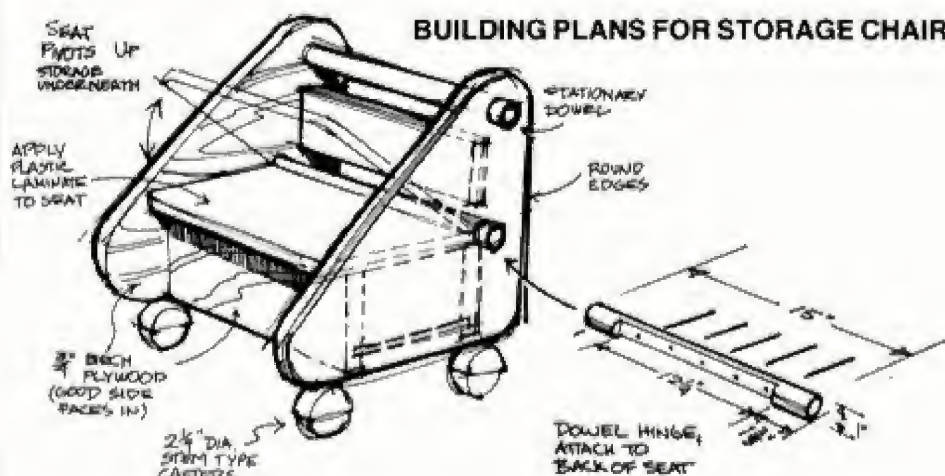 BUILDING PLANS FOR STORAGE CHAIR
SEAT
PIVOTS UP
STORAGE
UNDERNEATH
STATIONARY
DOWEL
APPLY
PLASTIC
LAMINATE
TO SEAT
ROUND
EDGES
15"
3/4" BIRCH
PLYWOOD
(GOOD SIDE
FACES IN)
2 1/4" DIA.
STEM TYPE
CASTERS
DOWEL HINGE,
ATTACH TO
BACK OF SEAT
1"